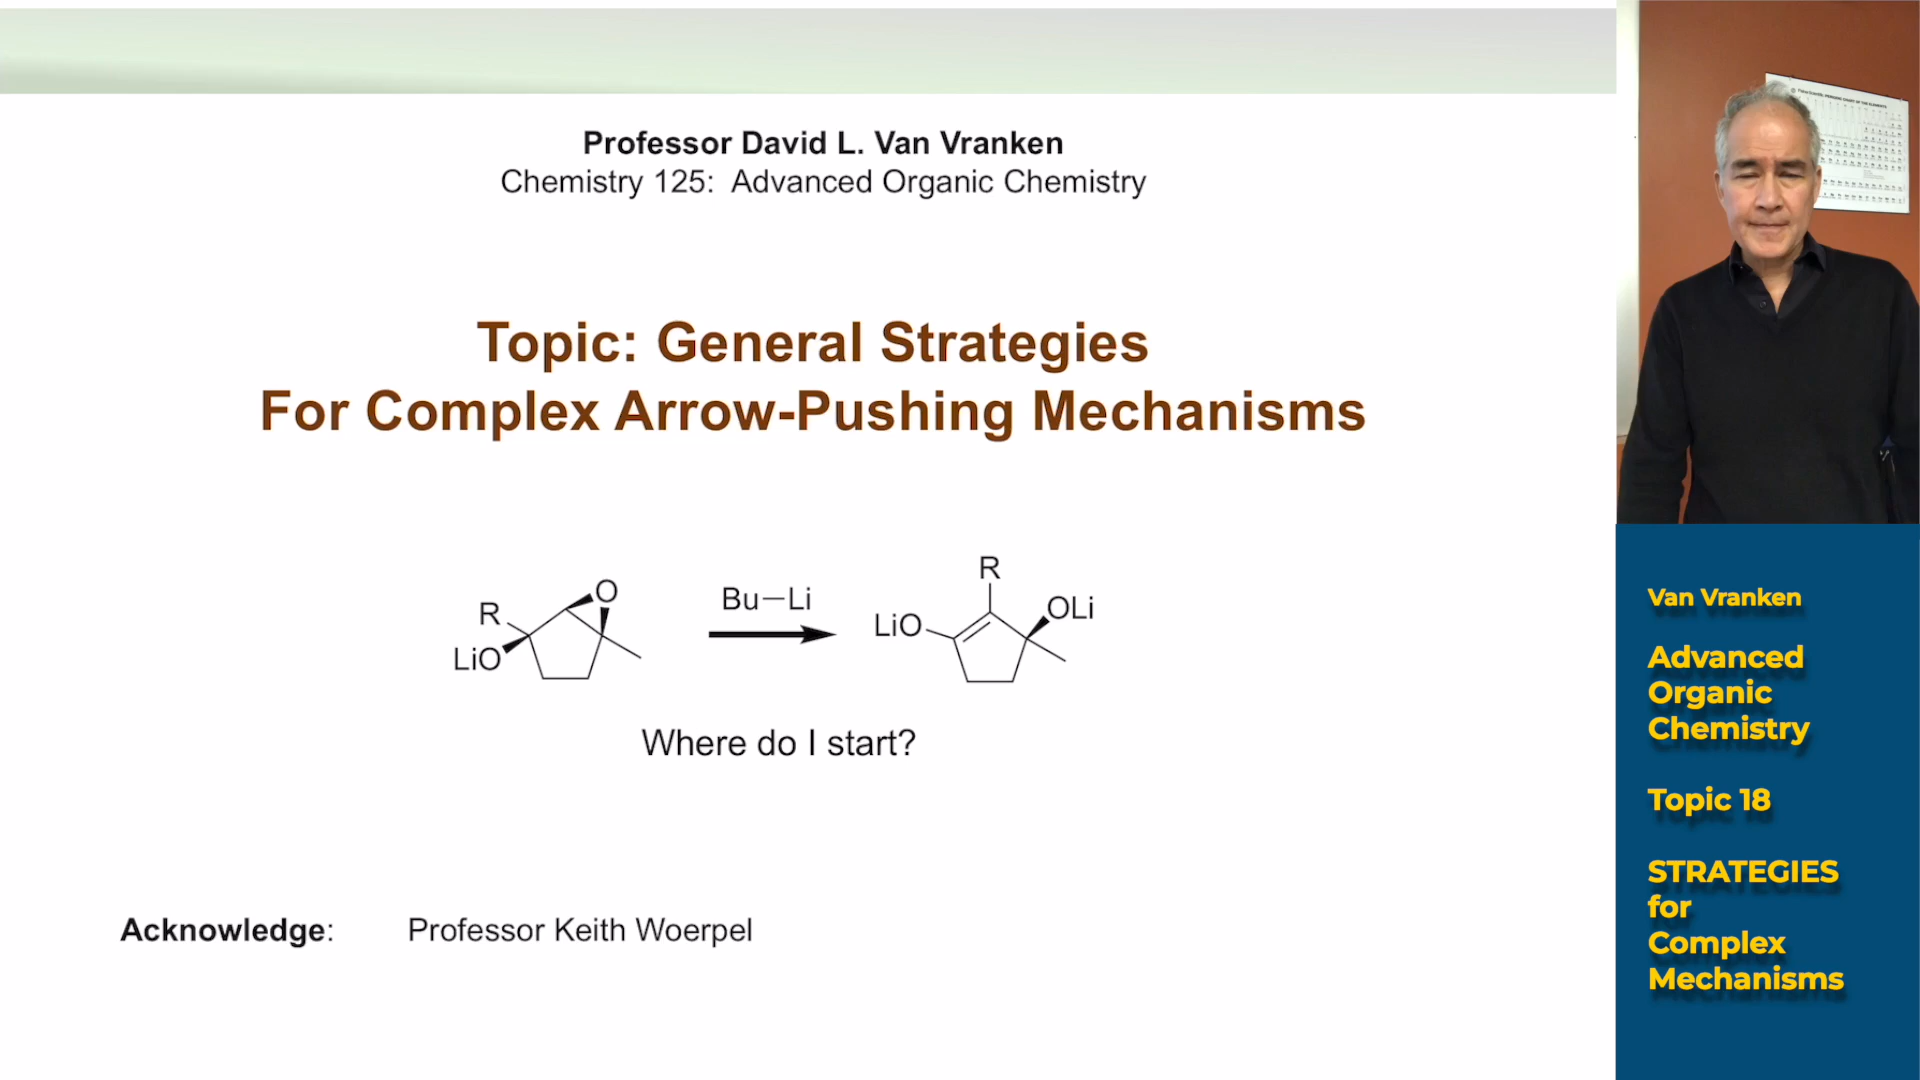 Professor David L. Van Vranken
Chemistry 125: Advanced Organic Chemistry
Topic: General Strategies
For Complex Arrow-Pushing Mechanisms
R
LiO
O
Bu—Li
R
LiO
OLi
Where do I start?
Acknowledge: Professor Keith Woerpel
Van Vranken
Advanced
Organic
Chemistry
Topic 18
STRATEGIES
for
Complex
Mechanisms